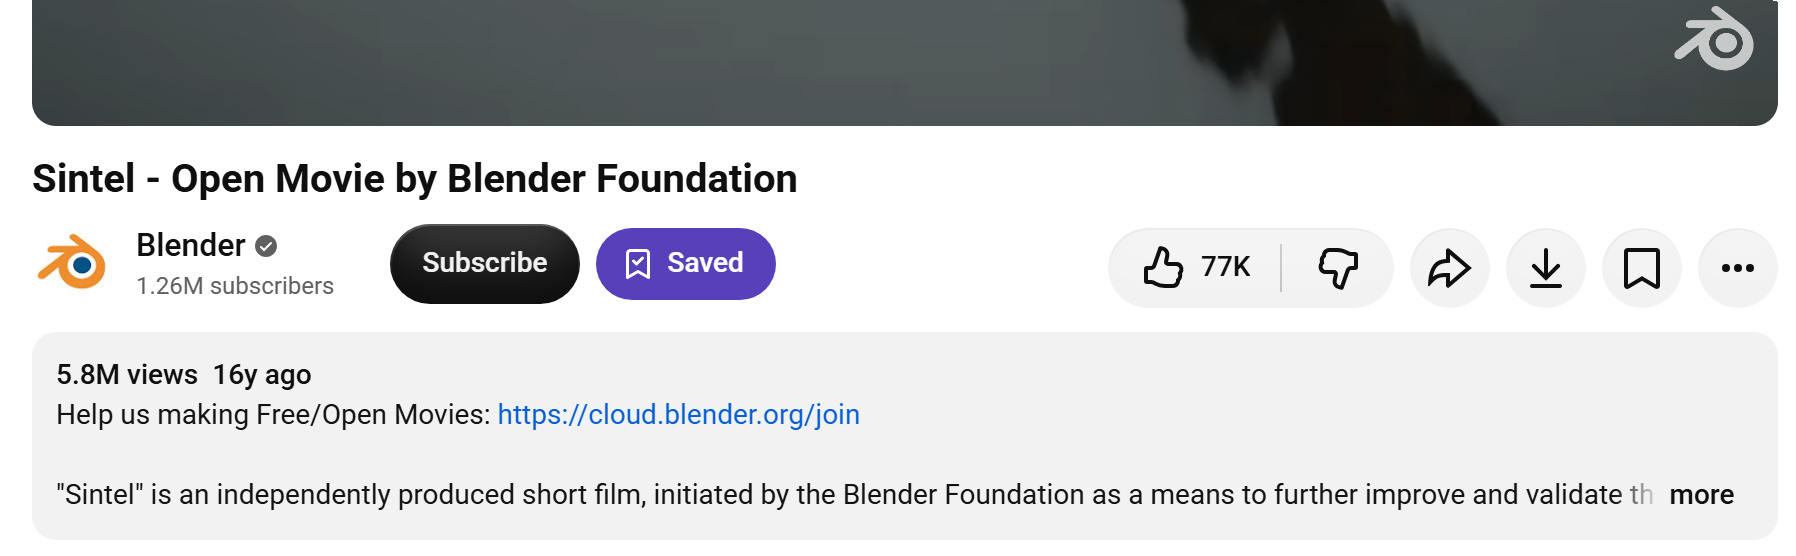 Sintel - Open Movie by Blender Foundation
Blender
1.26M subscribers
Subscribe
Saved
77K
5.8M views 16y ago
Help us making Free/Open Movies: https://cloud.blender.org/join
"Sintel" is an independently produced short film, initiated by the Blender Foundation as a means to further improve and validate th more